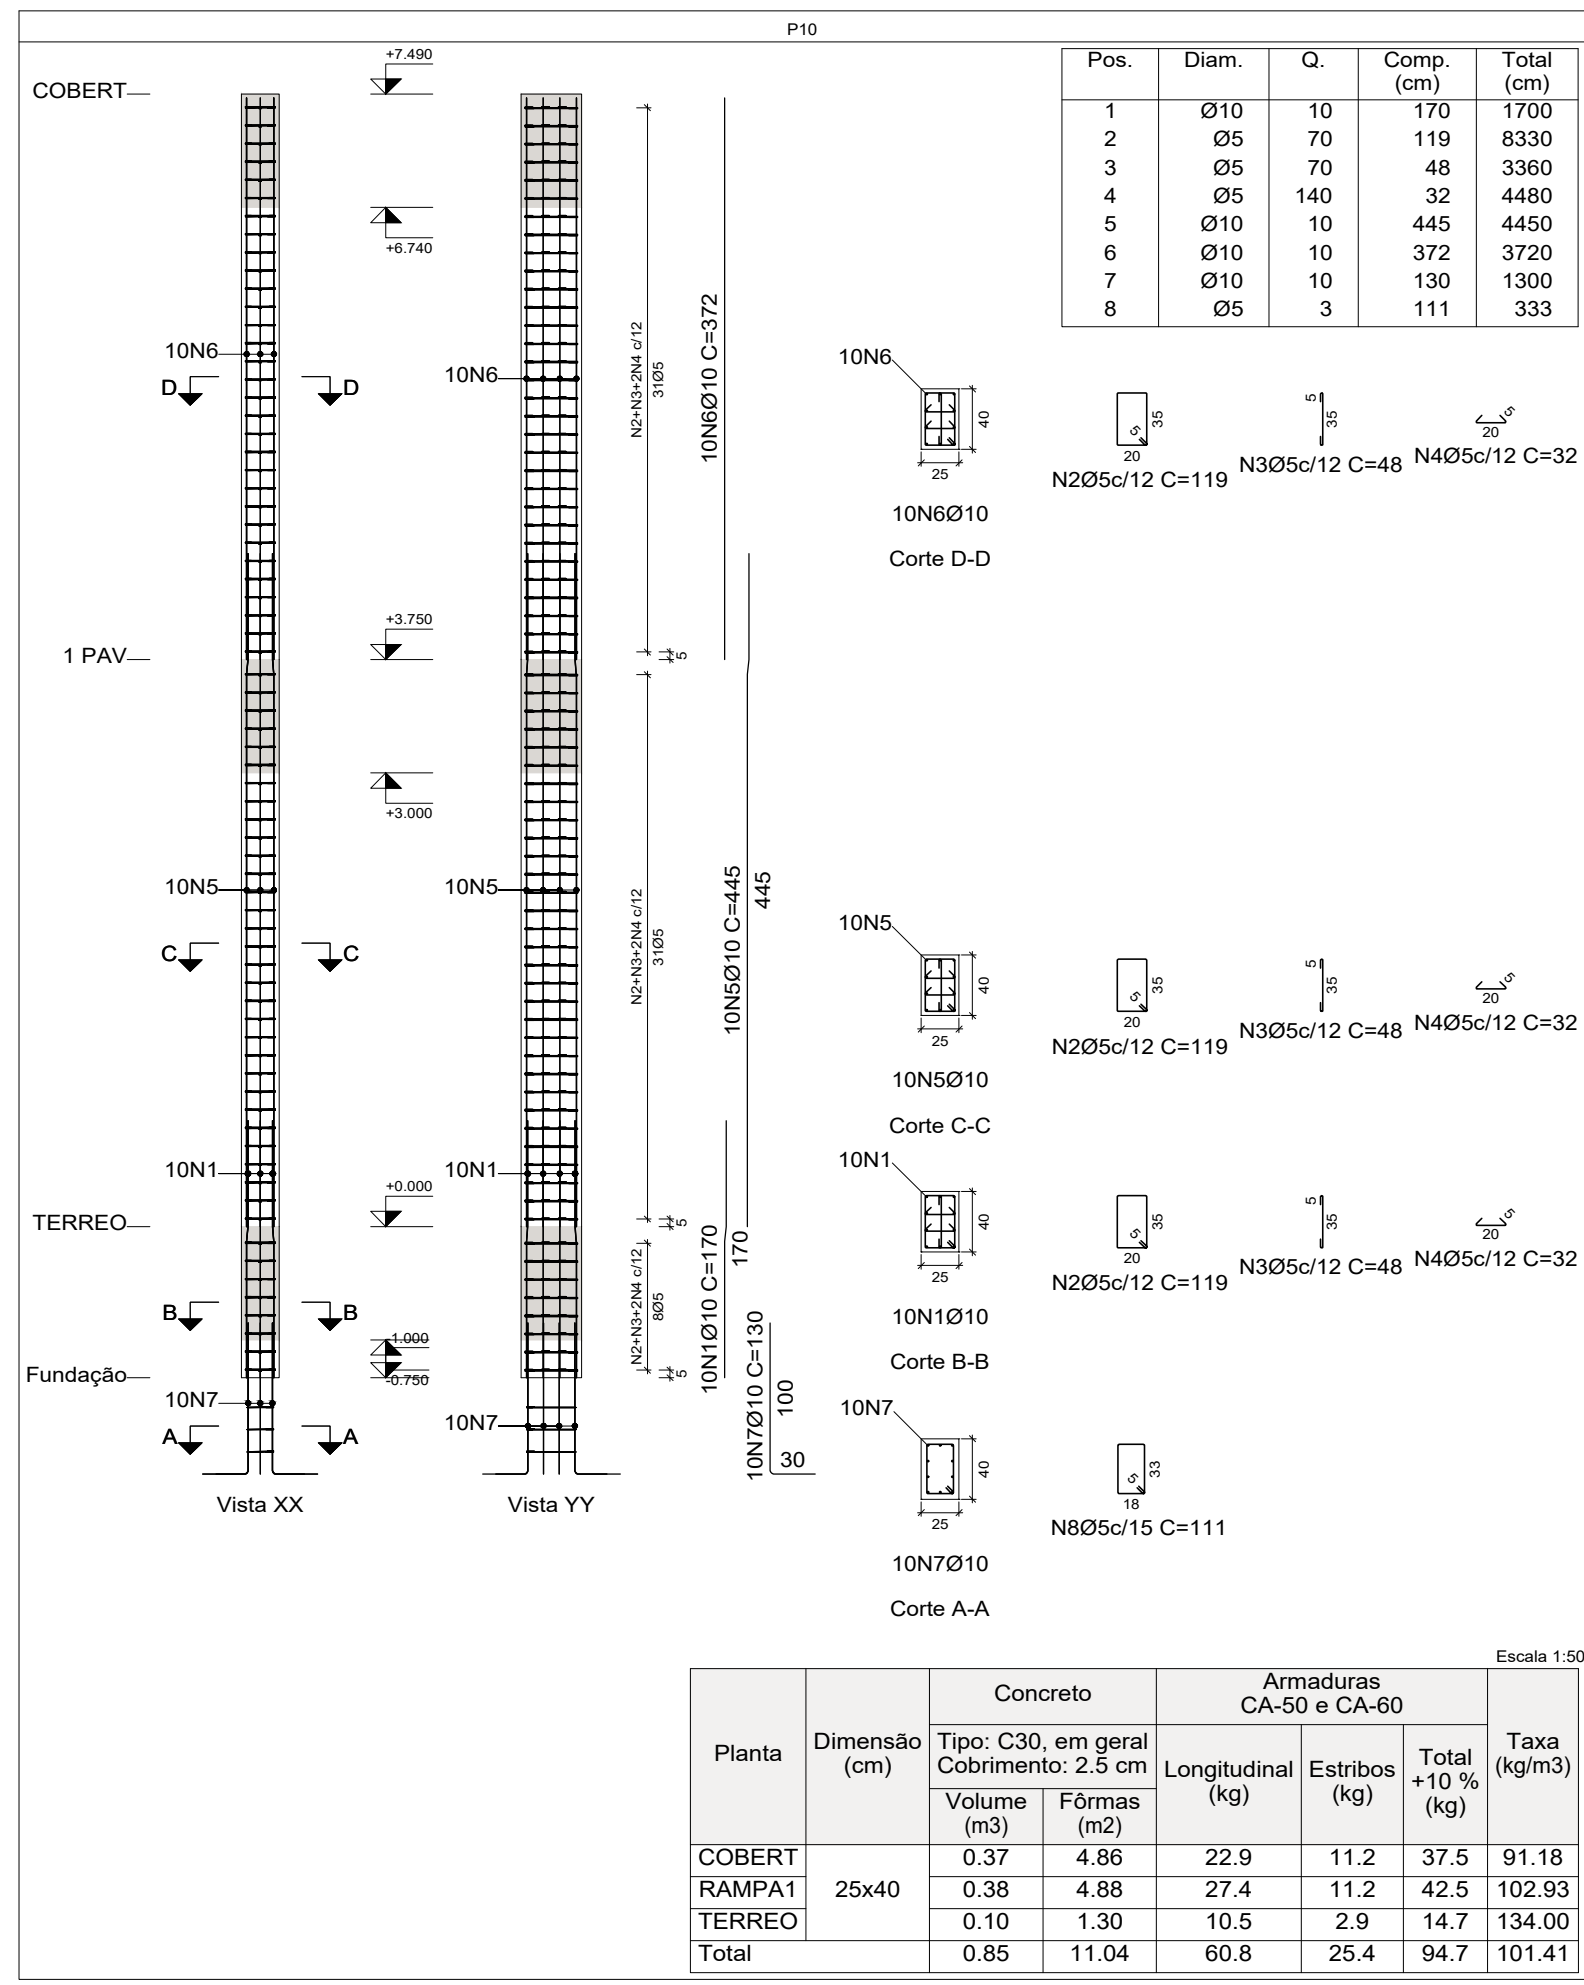 P10
Pos. Diam. Q. Comp. (cm) Total (cm)
1 Ø10 10 170 1700
2 Ø5 70 119 8330
3 Ø5 70 48 3360
4 Ø5 140 32 4480
5 Ø10 10 445 4450
6 Ø10 10 372 3720
7 Ø10 10 130 1300
8 Ø5 3 111 333
COBERT
+7.490
+6.740
10N6
D D
10N6
N2+N3+2N4 c/12
31Ø5
10N6Ø10 C=372
10N6
40
25
10N6Ø10
Corte D-D
5
35
20
N2Ø5c/12 C=119
5
35
N3Ø5c/12 C=48
5
20
N4Ø5c/12 C=32
1 PAV
+3.750
5
+3.000
10N5
C C
10N5
N2+N3+2N4 c/12
31Ø5
10N5Ø10 C=445
445
10N5
40
25
10N5Ø10
Corte C-C
5
35
20
N2Ø5c/12 C=119
5
35
N3Ø5c/12 C=48
5
20
N4Ø5c/12 C=32
10N1
10N1
TERREO
+0.000
5
B B
N2+N3+2N4 c/12
8Ø5
10N1Ø10 C=170
170
10N1
40
25
10N1Ø10
Corte B-B
5
35
20
N2Ø5c/12 C=119
5
35
N3Ø5c/12 C=48
5
20
N4Ø5c/12 C=32
-1.000
Fundação
-0.750
5
10N7
A A
10N7
10N7Ø10 C=130
100
30
Vista XX
Vista YY
10N7
40
25
10N7Ø10
Corte A-A
5
33
18
N8Ø5c/15 C=111
Escala 1:50
Planta
Dimensão (cm)
Concreto
Tipo: C30, em geral
Cobrimento: 2.5 cm
Volume (m3)
Fôrmas (m2)
Armaduras
CA-50 e CA-60
Longitudinal (kg)
Estribos (kg)
Total +10 % (kg)
Taxa (kg/m3)
COBERT 0.37 4.86 22.9 11.2 37.5 91.18
RAMPA1 25x40 0.38 4.88 27.4 11.2 42.5 102.93
TERREO 0.10 1.30 10.5 2.9 14.7 134.00
Total 0.85 11.04 60.8 25.4 94.7 101.41